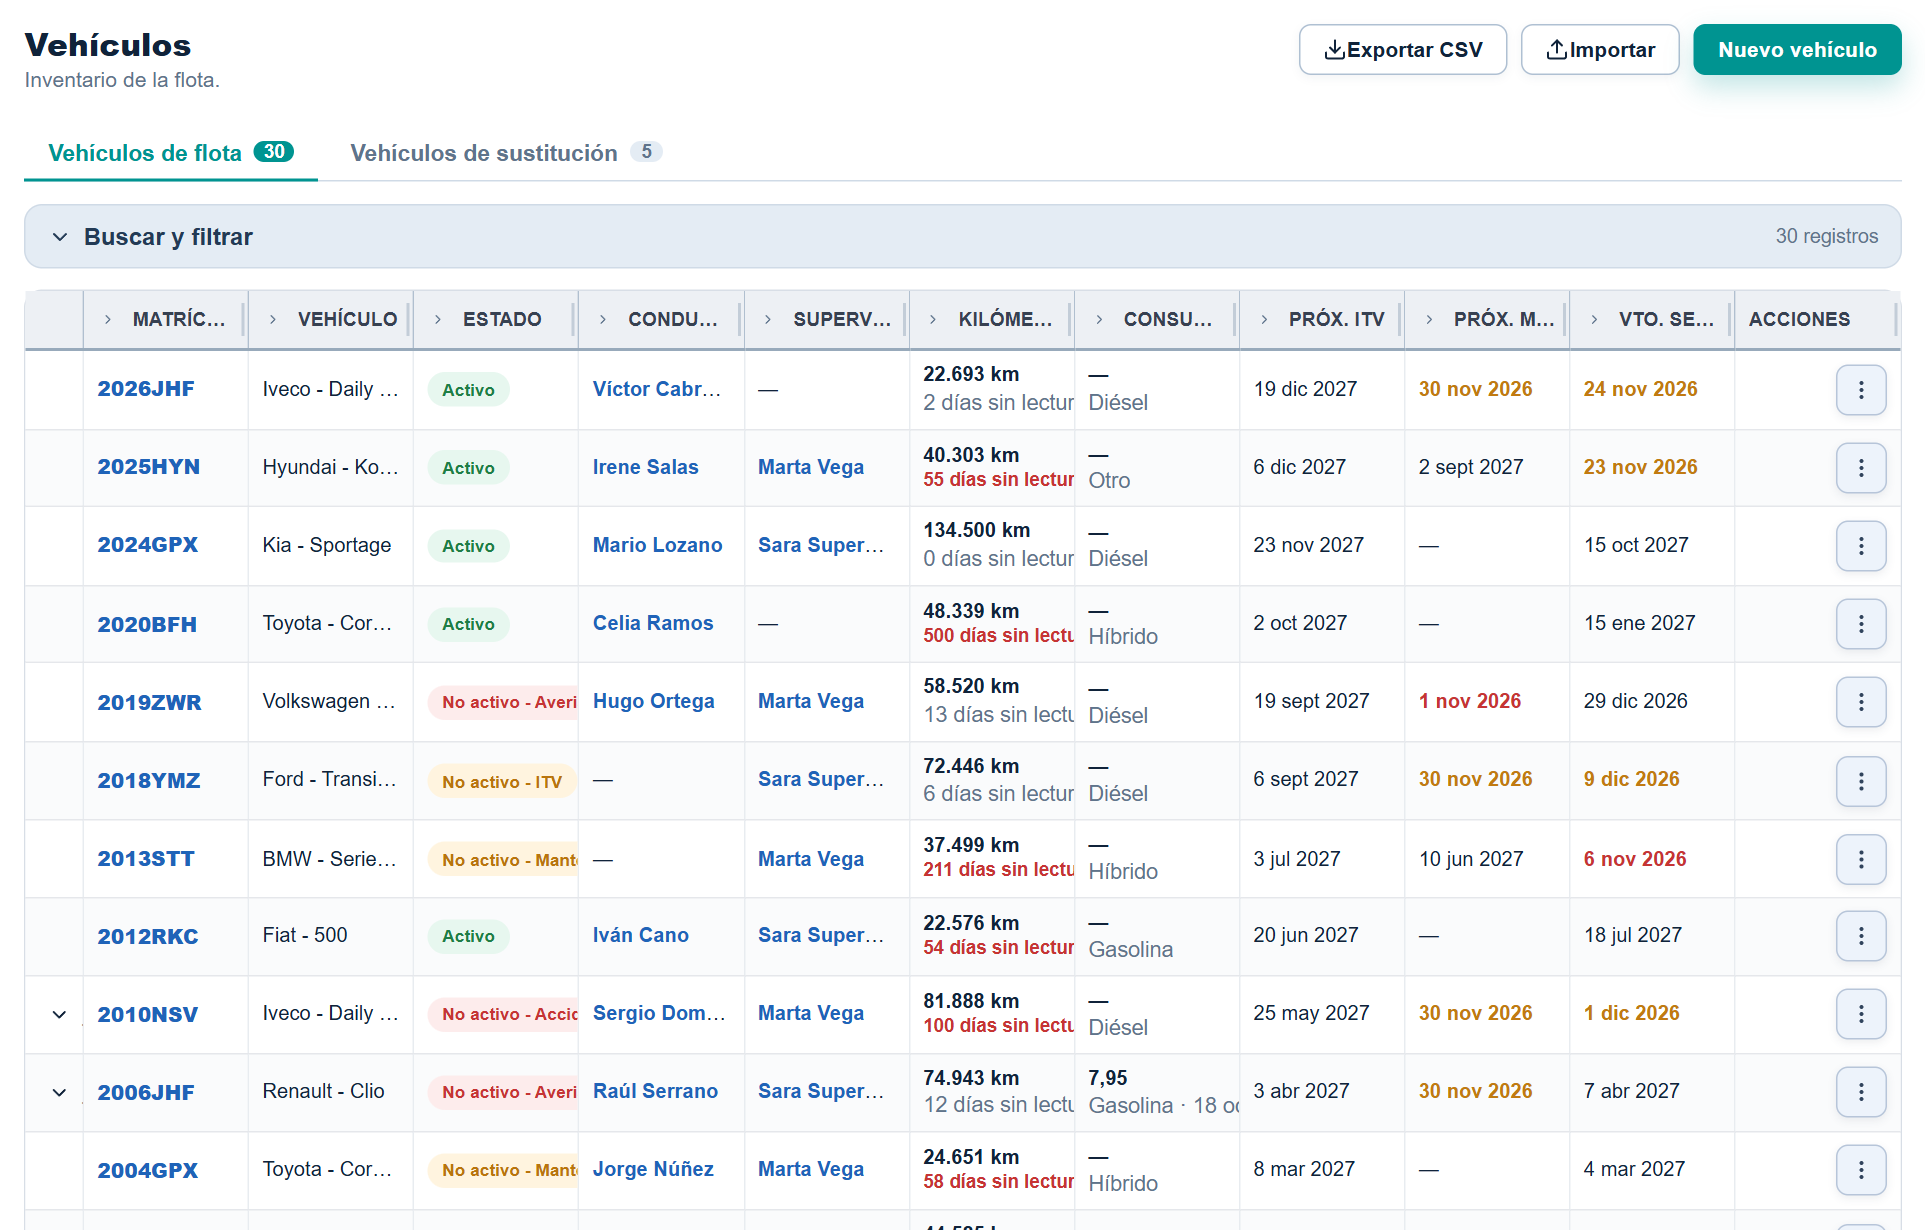 Vehículos
Inventario de la flota.
Exportar CSV
Importar
Nuevo vehículo
Vehículos de flota 30
Vehículos de sustitución 5
Buscar y filtrar
30 registros
MATRÍC... VEHÍCULO ESTADO CONDU... SUPERV... KILÓME... CONSU... PRÓX. ITV PRÓX. M... VTO. SE... ACCIONES
2026JHF Iveco - Daily ... Activo Víctor Cabr... — 22.693 km — 19 dic 2027 30 nov 2026 24 nov 2026
2 días sin lectur Diésel
2025HYN Hyundai - Ko... Activo Irene Salas Marta Vega 40.303 km — 6 dic 2027 2 sept 2027 23 nov 2026
55 días sin lectur Otro
2024GPX Kia - Sportage Activo Mario Lozano Sara Super... 134.500 km — 23 nov 2027 — 15 oct 2027
0 días sin lectur Diésel
2020BFH Toyota - Cor... Activo Celia Ramos — 48.339 km — 2 oct 2027 — 15 ene 2027
500 días sin lectu Híbrido
2019ZWR Volkswagen ... No activo - Averi Hugo Ortega Marta Vega 58.520 km — 19 sept 2027 1 nov 2026 29 dic 2026
13 días sin lectu Diésel
2018YMZ Ford - Transi... No activo - ITV — Sara Super... 72.446 km — 6 sept 2027 30 nov 2026 9 dic 2026
6 días sin lectur Diésel
2013STT BMW - Serie... No activo - Mant — Marta Vega 37.499 km — 3 jul 2027 10 jun 2027 6 nov 2026
211 días sin lectu Híbrido
2012RKC Fiat - 500 Activo Iván Cano Sara Super... 22.576 km — 20 jun 2027 — 18 jul 2027
54 días sin lectur Gasolina
2010NSV Iveco - Daily ... No activo - Accid Sergio Dom... Marta Vega 81.888 km — 25 may 2027 30 nov 2026 1 dic 2026
100 días sin lectu Diésel
2006JHF Renault - Clio No activo - Averi Raúl Serrano Sara Super... 74.943 km 7,95 3 abr 2027 30 nov 2026 7 abr 2027
12 días sin lectu Gasolina · 18 oc
2004GPX Toyota - Cor... No activo - Mant Jorge Núñez Marta Vega 24.651 km — 8 mar 2027 — 4 mar 2027
58 días sin lectur Híbrido